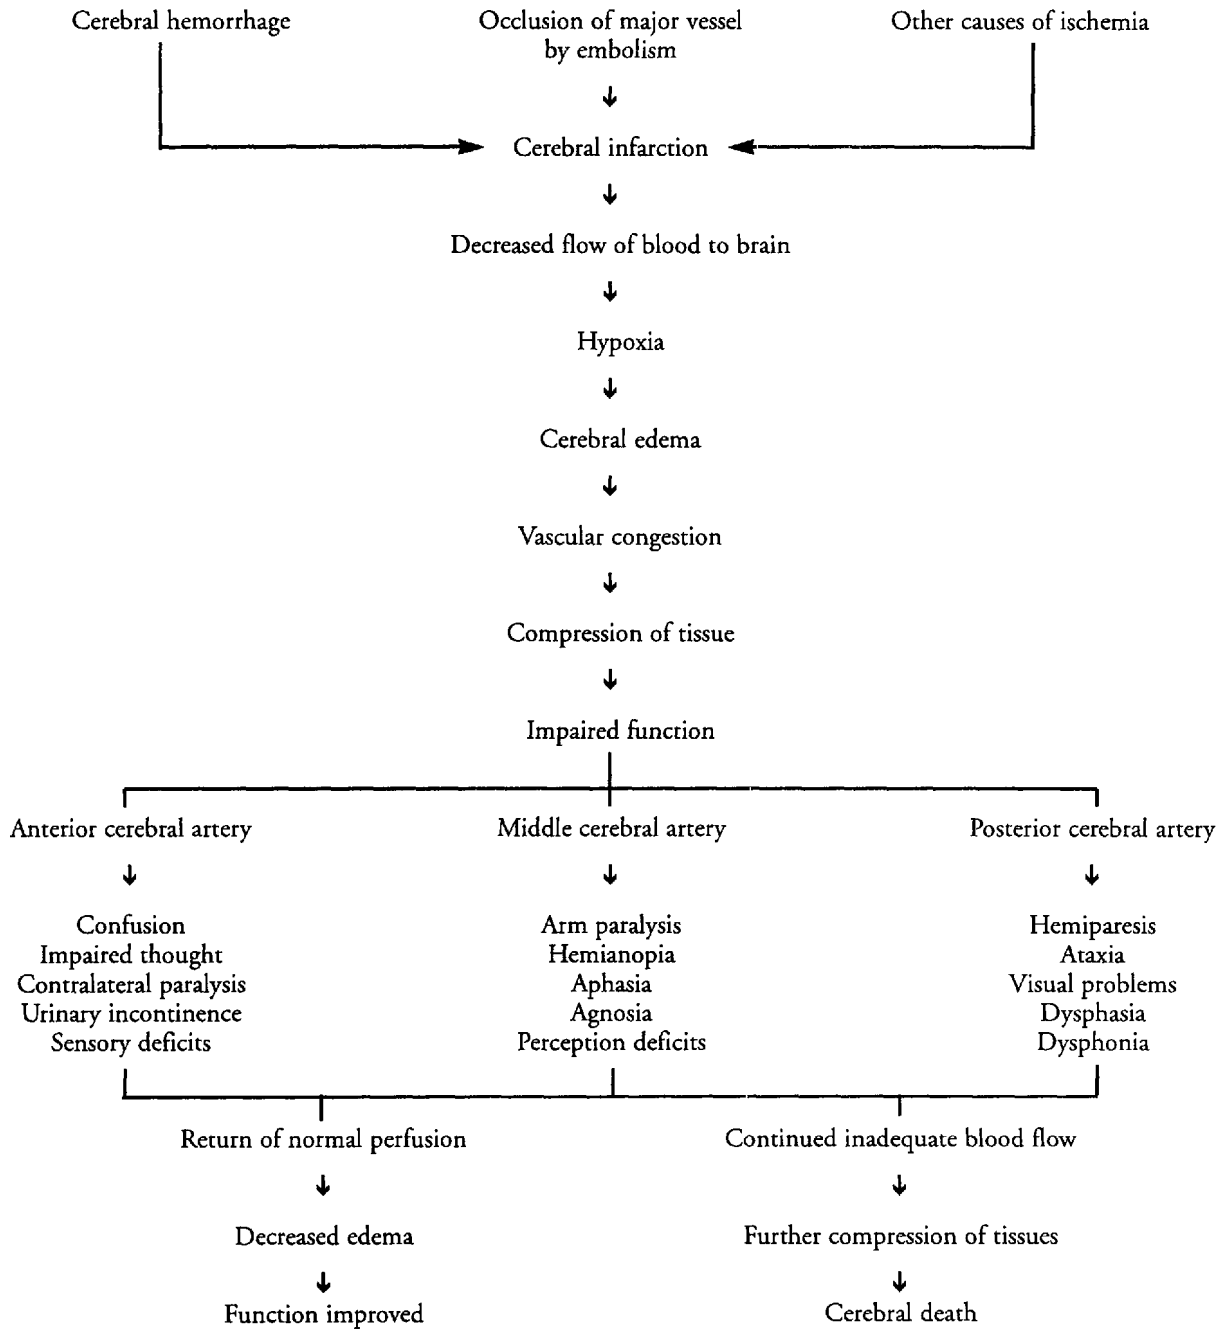 Cerebral hemorrhage
Occlusion of major vessel
by embolism
Other causes of ischemia
Cerebral infarction
Decreased flow of blood to brain
Hypoxia
Cerebral edema
Vascular congestion
Compression of tissue
Impaired function
Anterior cerebral artery
Confusion
Impaired thought
Contralateral paralysis
Urinary incontinence
Sensory deficits
Middle cerebral artery
Arm paralysis
Hemianopia
Aphasia
Agnosia
Perception deficits
Posterior cerebral artery
Hemiparesis
Ataxia
Visual problems
Dysphasia
Dysphonia
Return of normal perfusion
Decreased edema
Function improved
Continued inadequate blood flow
Further compression of tissues
Cerebral death